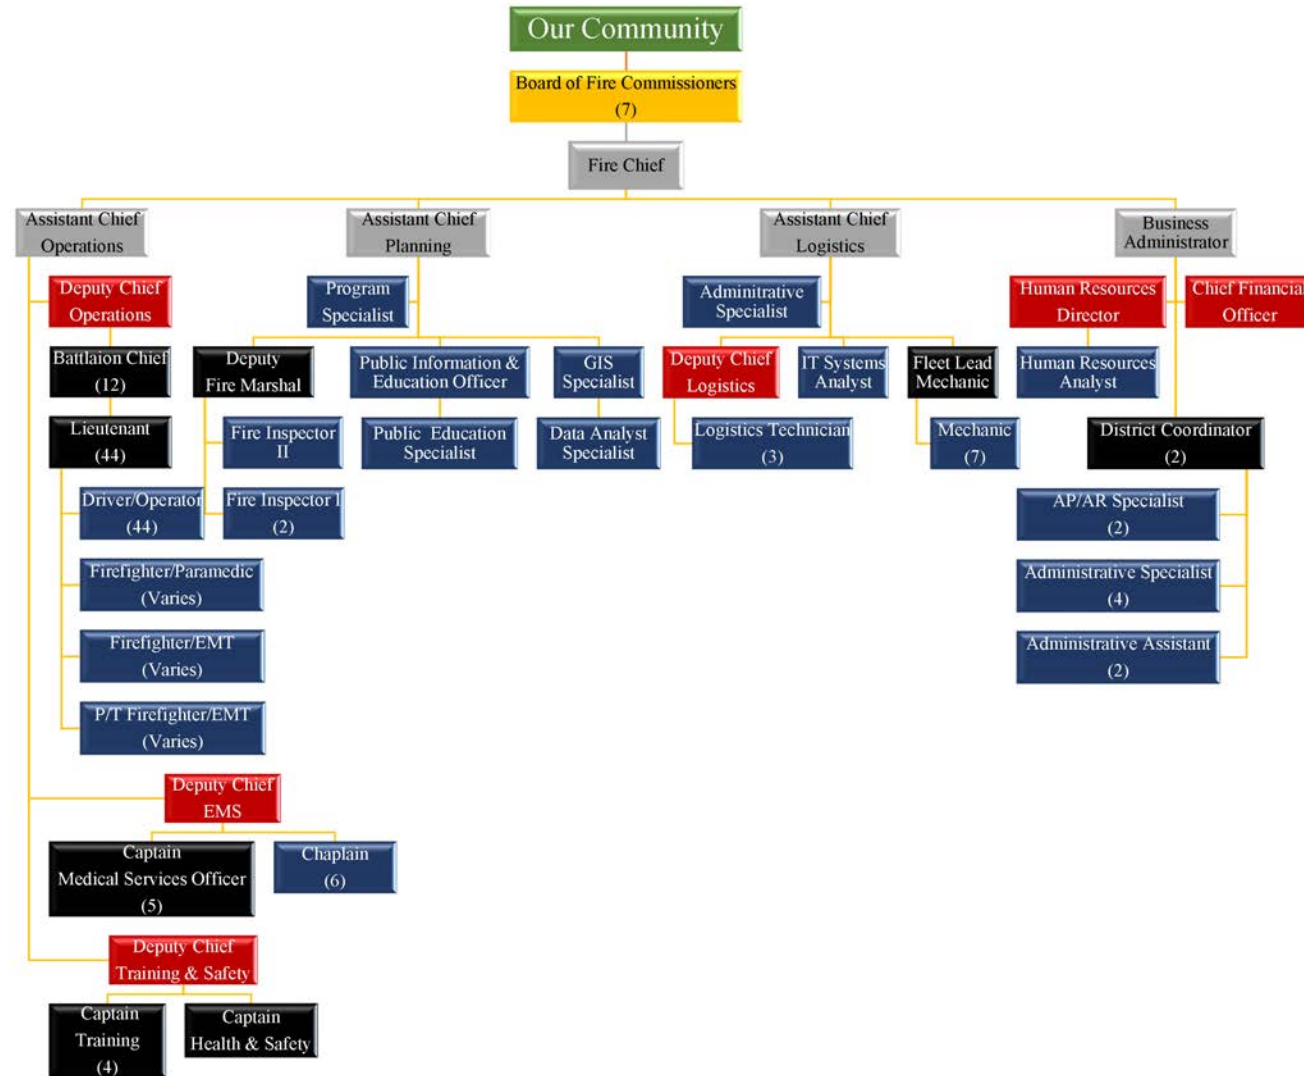 Our Community
Board of Fire Commissioners
(7)
Fire Chief
Assistant Chief
Operations
Assistant Chief
Planning
Assistant Chief
Logistics
Business
Administrator
Deputy Chief
Operations
Program
Specialist
Adminitrative
Specialist
Human Resources
Director
Chief Financial
Officer
Battlaion Chief
(12)
Deputy
Fire Marshal
Public Information &
Education Officer
GIS
Specialist
Deputy Chief
Logistics
IT Systems
Analyst
Fleet Lead
Mechanic
Human Resources
Analyst
Lieutenant
(44)
Fire Inspector
II
Public Education
Specialist
Data Analyst
Specialist
Logistics Technician
(3)
Mechanic
(7)
District Coordinator
(2)
Driver/Operator
(44)
Fire Inspector I
(2)
AP/AR Specialist
(2)
Firefighter/Paramedic
(Varies)
Administrative Specialist
(4)
Firefighter/EMT
(Varies)
Administrative Assistant
(2)
P/T Firefighter/EMT
(Varies)
Deputy Chief
EMS
Captain
Medical Services Officer
(5)
Chaplain
(6)
Deputy Chief
Training & Safety
Captain
Training
(4)
Captain
Health & Safety